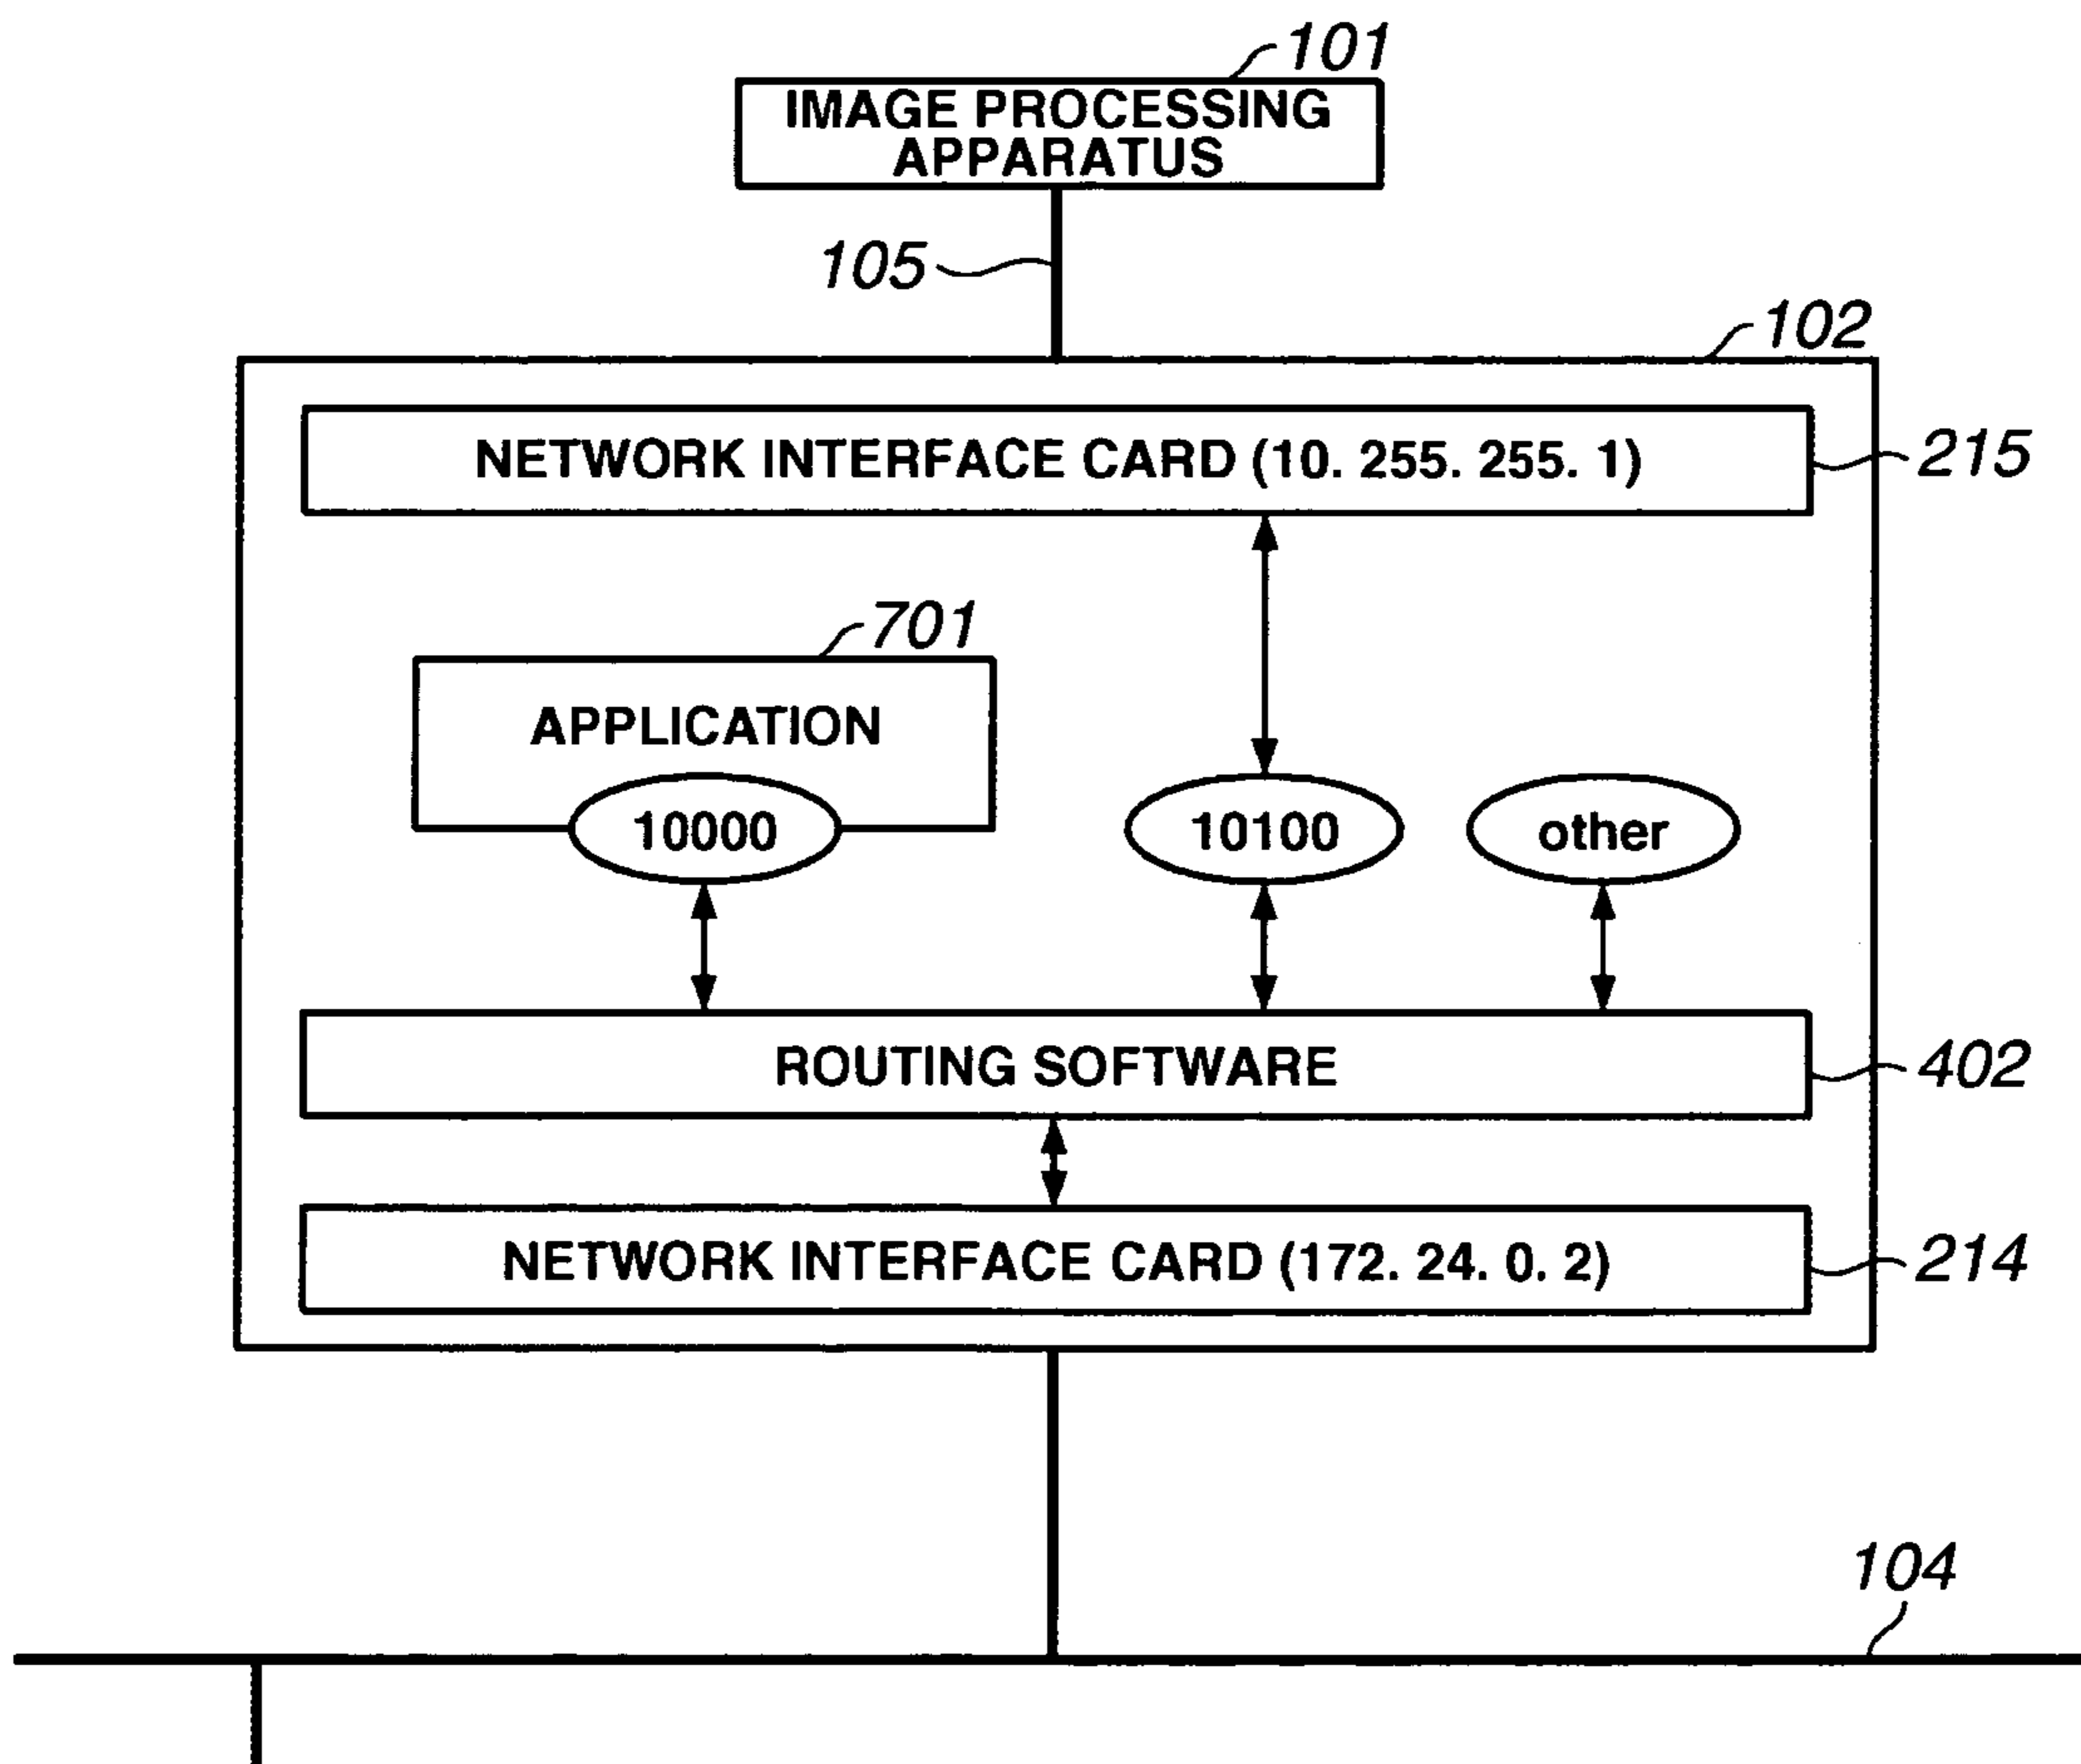 101
IMAGE PROCESSING
APPARATUS
105
102
NETWORK INTERFACE CARD (10. 255. 255. 1)
215
701
APPLICATION
10000
10100
other
ROUTING SOFTWARE
402
NETWORK INTERFACE CARD (172. 24. 0. 2)
214
104